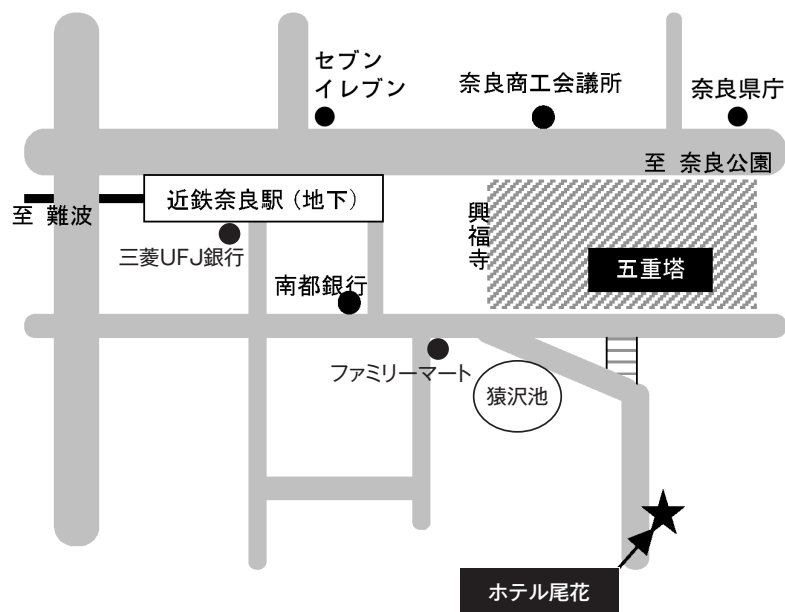 セブン
イレブン
奈良商工会議所
奈良県庁
至 奈良公園
近鉄奈良駅（地下）
至 難波
三菱UFJ銀行
興福寺
五重塔
南都銀行
ファミリーマート
猿沢池
ホテル尾花